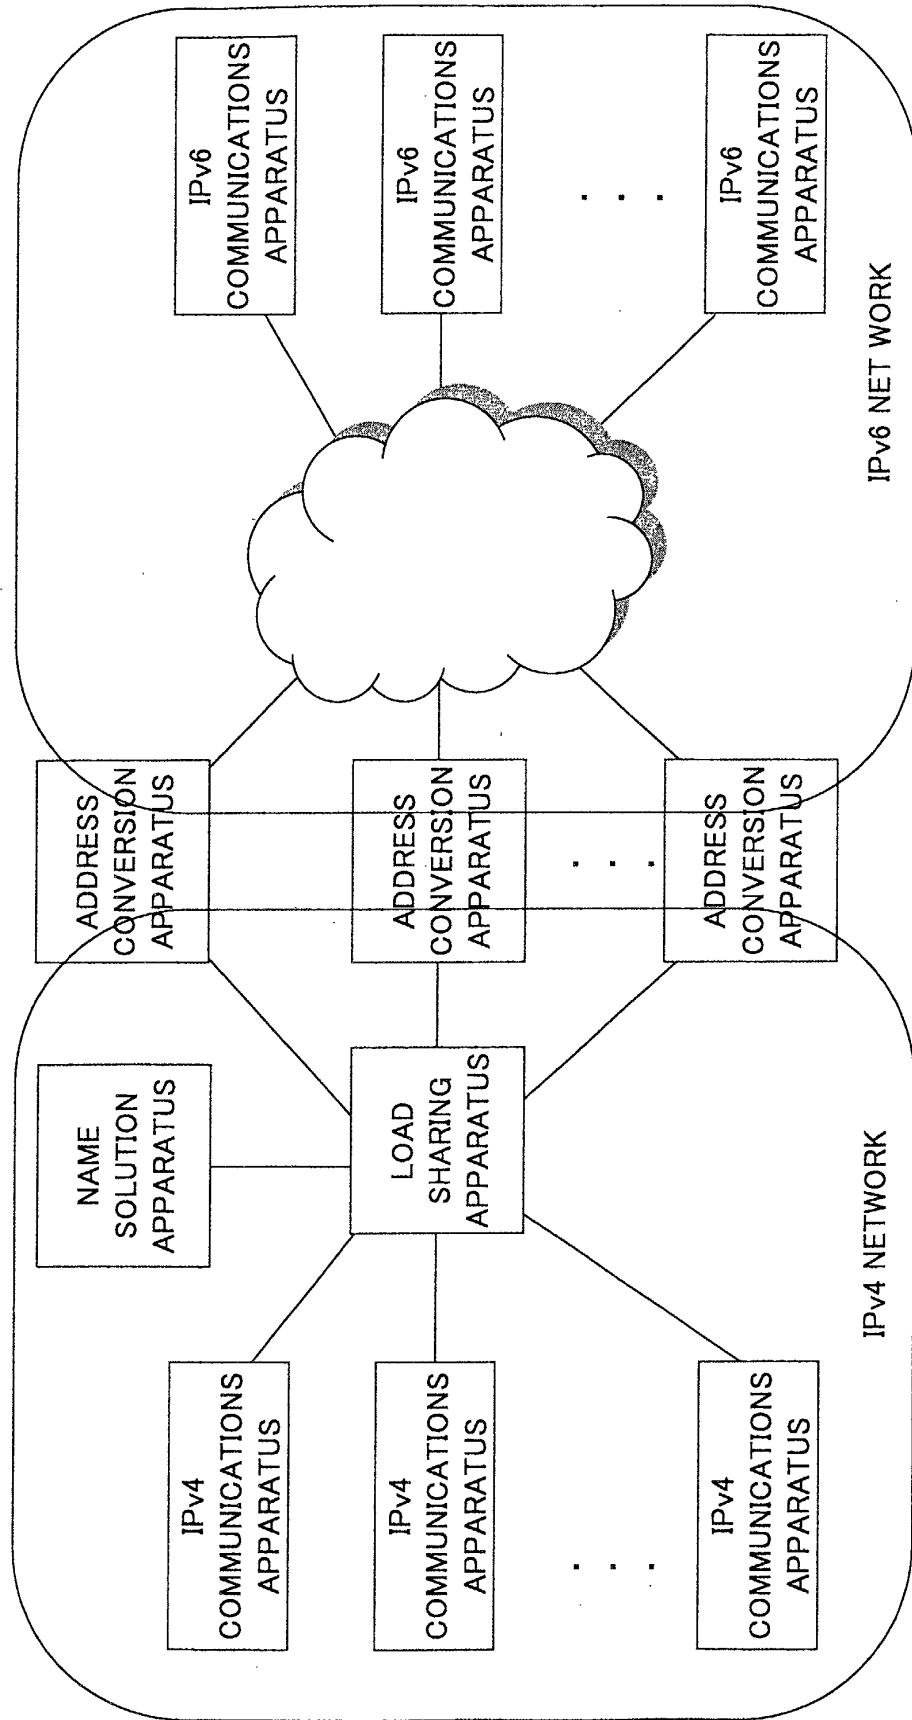 IPv4
COMMUNICATIONS
APPARATUS
IPv4
COMMUNICATIONS
APPARATUS
. . .
IPv4
COMMUNICATIONS
APPARATUS
NAME
SOLUTION
APPARATUS
LOAD
SHARING
APPARATUS
IPv4 NETWORK
ADDRESS
CONVERSION
APPARATUS
ADDRESS
CONVERSION
APPARATUS
. . .
ADDRESS
CONVERSION
APPARATUS
IPv6
COMMUNICATIONS
APPARATUS
IPv6
COMMUNICATIONS
APPARATUS
. . .
IPv6
COMMUNICATIONS
APPARATUS
IPv6 NET WORK